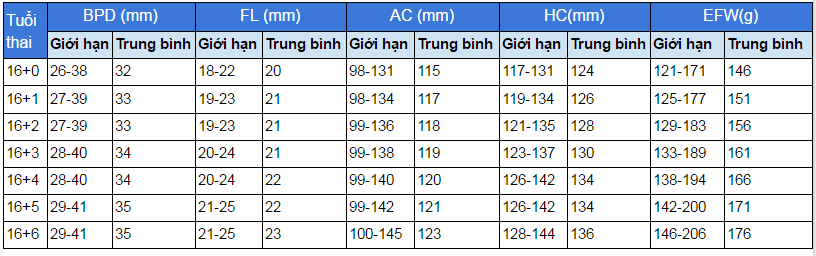 Tuổi thai BPD (mm) FL (mm) AC (mm) HC(mm) EFW(g)
Giới hạn Trung bình Giới hạn Trung bình Giới hạn Trung bình Giới hạn Trung bình Giới hạn Trung bình
16+0 26-38 32 18-22 20 98-131 115 117-131 124 121-171 146
16+1 27-39 33 19-23 21 98-134 117 119-134 126 125-177 151
16+2 27-39 33 19-23 21 99-136 118 121-135 128 129-183 156
16+3 28-40 34 20-24 21 99-138 119 123-137 130 133-189 161
16+4 28-40 34 20-24 22 99-140 120 126-142 134 138-194 166
16+5 29-41 35 21-25 22 99-142 121 126-142 134 142-200 171
16+6 29-41 35 21-25 23 100-145 123 128-144 136 146-206 176